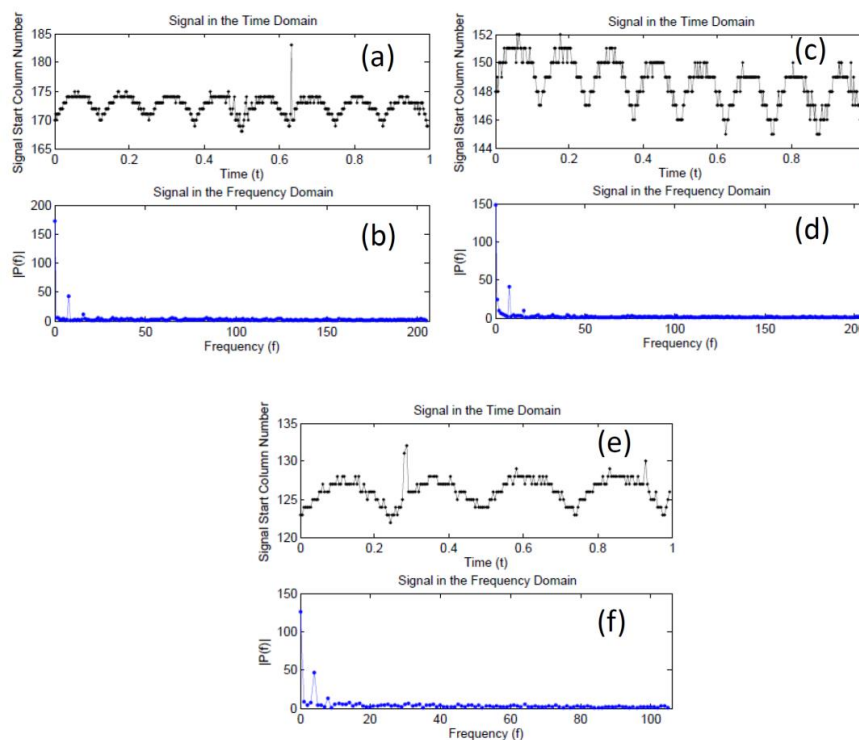 Signal in the Time Domain
185
180
175
170
165
Signal Start Column Number
(a)
0 0.2 0.4 0.6 0.8 1
Time (t)
Signal in the Frequency Domain
200
150
100
50
0
|P(f)|
(b)
0 50 100 150 200
Frequency (f)
Signal in the Time Domain
152
150
148
146
144
Signal Start Column Number
(c)
0 0.2 0.4 0.6 0.8
Time (t)
Signal in the Frequency Domain
150
100
50
0
|P(f)|
(d)
0 50 100 150 200
Frequency (f)
Signal in the Time Domain
135
130
125
120
Signal Start Column Number
(e)
0 0.2 0.4 0.6 0.8 1
Time (t)
Signal in the Frequency Domain
150
100
50
0
|P(f)|
(f)
0 20 40 60 80 100
Frequency (f)